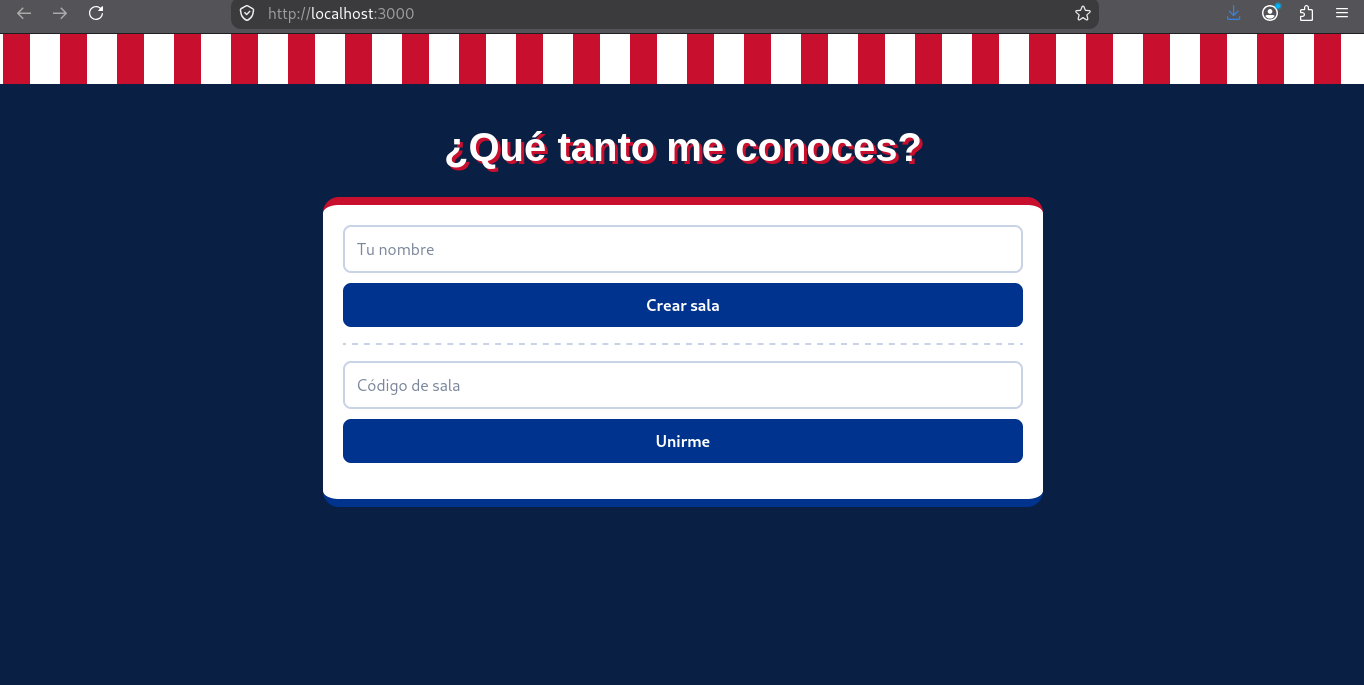 http://localhost:3000
¿Qué tanto me conoces?
Tu nombre
Crear sala
Código de sala
Unirme